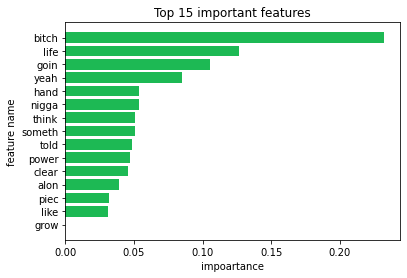 Top 15 important features
feature name
bitch
life
goin
yeah
hand
nigga
think
someth
told
power
clear
alon
piec
like
grow
0.00 0.05 0.10 0.15 0.20
impoartance